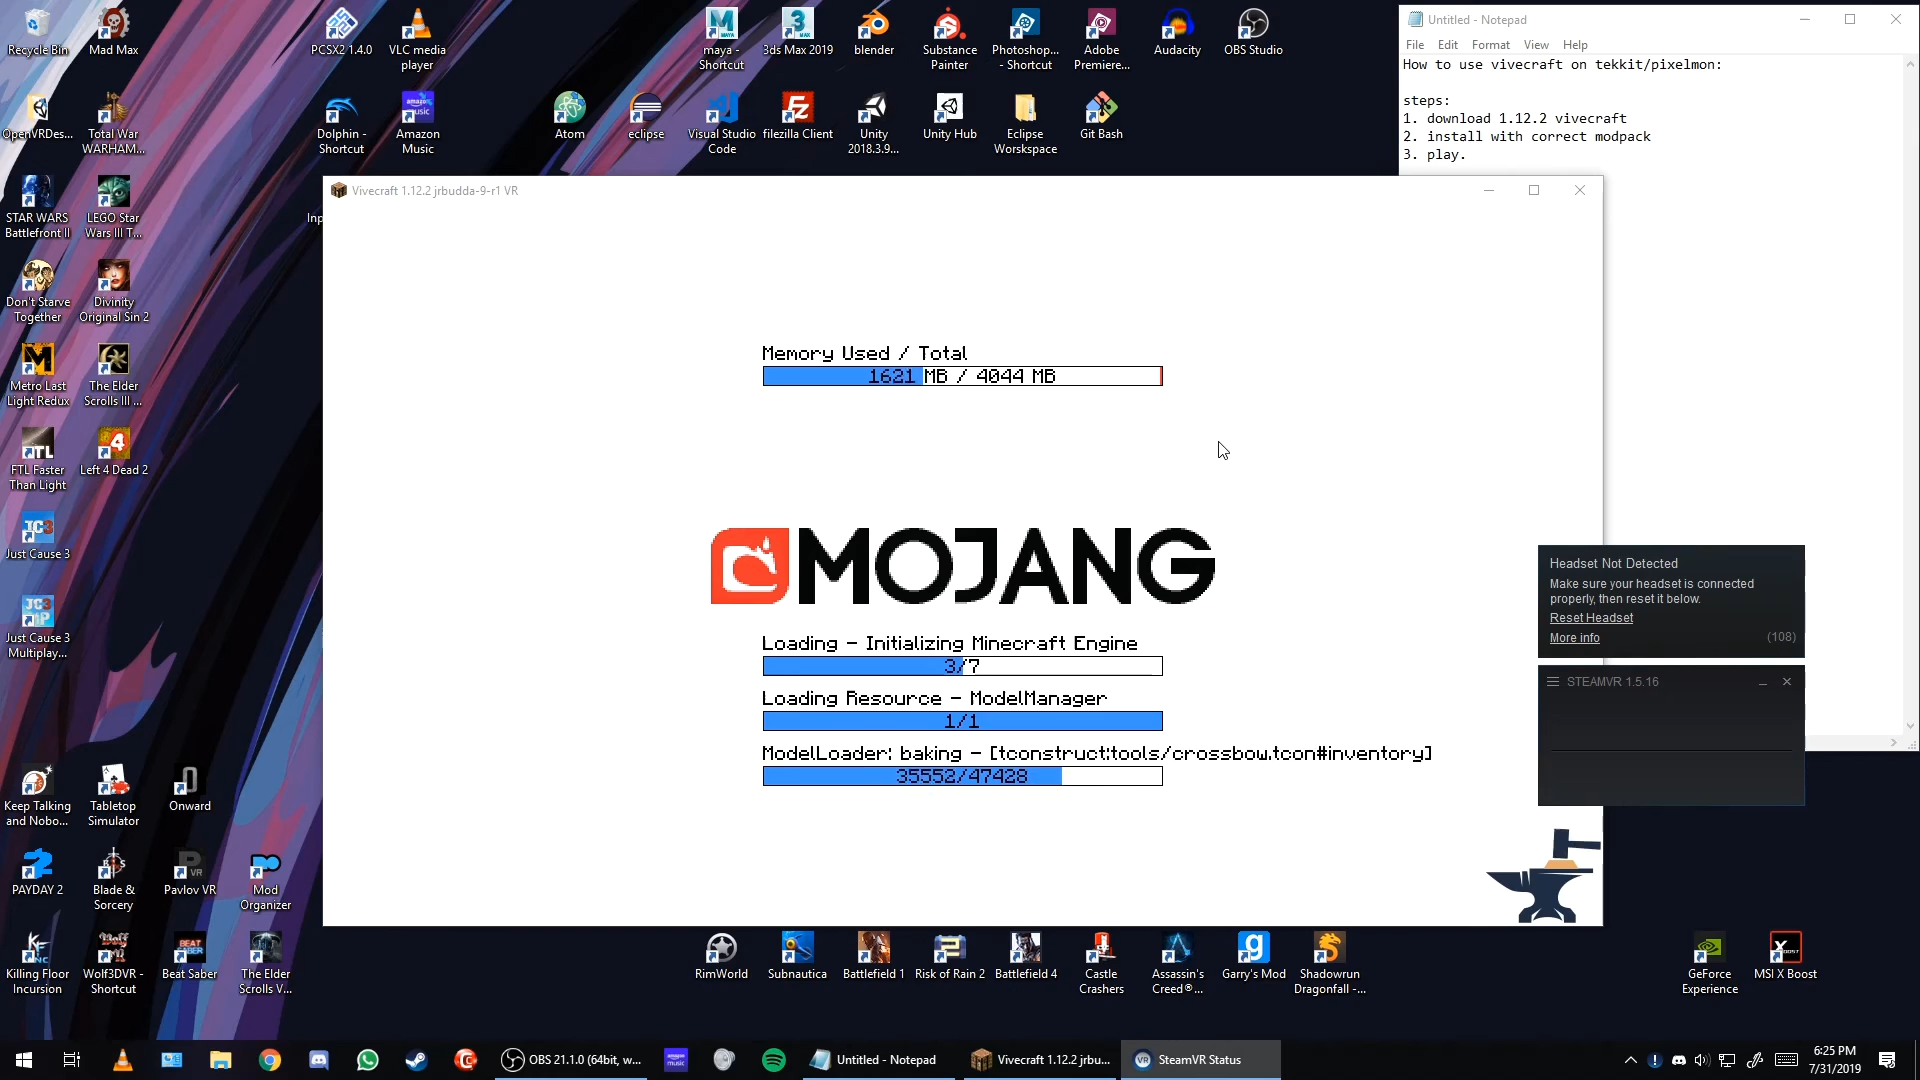 Recycle Bin
Mad Max
PCSX2 1.4.0
VLC media
player
maya -
Shortcut
3ds Max 2019
blender
Substance
Painter
Photoshop...
- Shortcut
Adobe
Premiere...
Audacity
OBS Studio
OpenVRDes...
Total War
WARHAM...
Dolphin -
Shortcut
Amazon
Music
Atom
eclipse
Visual Studio
Code
filezilla Client
Unity
2018.3.9...
Unity Hub
Eclipse
Worskspace
Git Bash
Untitled - Notepad
File Edit Format View Help
How to use vivecraft on tekkit/pixelmon:
steps:
1. download 1.12.2 vivecraft
2. install with correct modpack
3. play.
STAR WARS
Battlefront II
LEGO Star
Wars III T...
Inp
Don't Starve
Together
Divinity
Original Sin 2
Metro Last
Light Redux
The Elder
Scrolls III ...
FTL Faster
Than Light
Left 4 Dead 2
Just Cause 3
Just Cause 3
Multiplay...
Vivecraft 1.12.2 jrbudda-9-r1 VR
Memory Used / Total
1621 MB / 4044 MB
MOJANG
Loading - Initializing Minecraft Engine
3/7
Loading Resource - ModelManager
1/1
ModelLoader: baking - [tconstruct:tools/crossbow.tcon#inventory]
35552/47428
Headset Not Detected
Make sure your headset is connected
properly, then reset it below.
Reset Headset
More info (108)
STEAMVR 1.5.16
Keep Talking
and Nobo...
Tabletop
Simulator
Onward
PAYDAY 2
Blade &
Sorcery
Pavlov VR
Mod
Organizer
Killing Floor
Incursion
Wolf3DVR -
Shortcut
Beat Saber
The Elder
Scrolls V...
RimWorld
Subnautica
Battlefield 1
Risk of Rain 2
Battlefield 4
Castle
Crashers
Assassin's
Creed®...
Garry's Mod
Shadowrun
Dragonfall -...
GeForce
Experience
MSI X Boost
OBS 21.1.0 (64bit, w...
Untitled - Notepad
Vivecraft 1.12.2 jrbu...
SteamVR Status
6:25 PM
7/31/2019